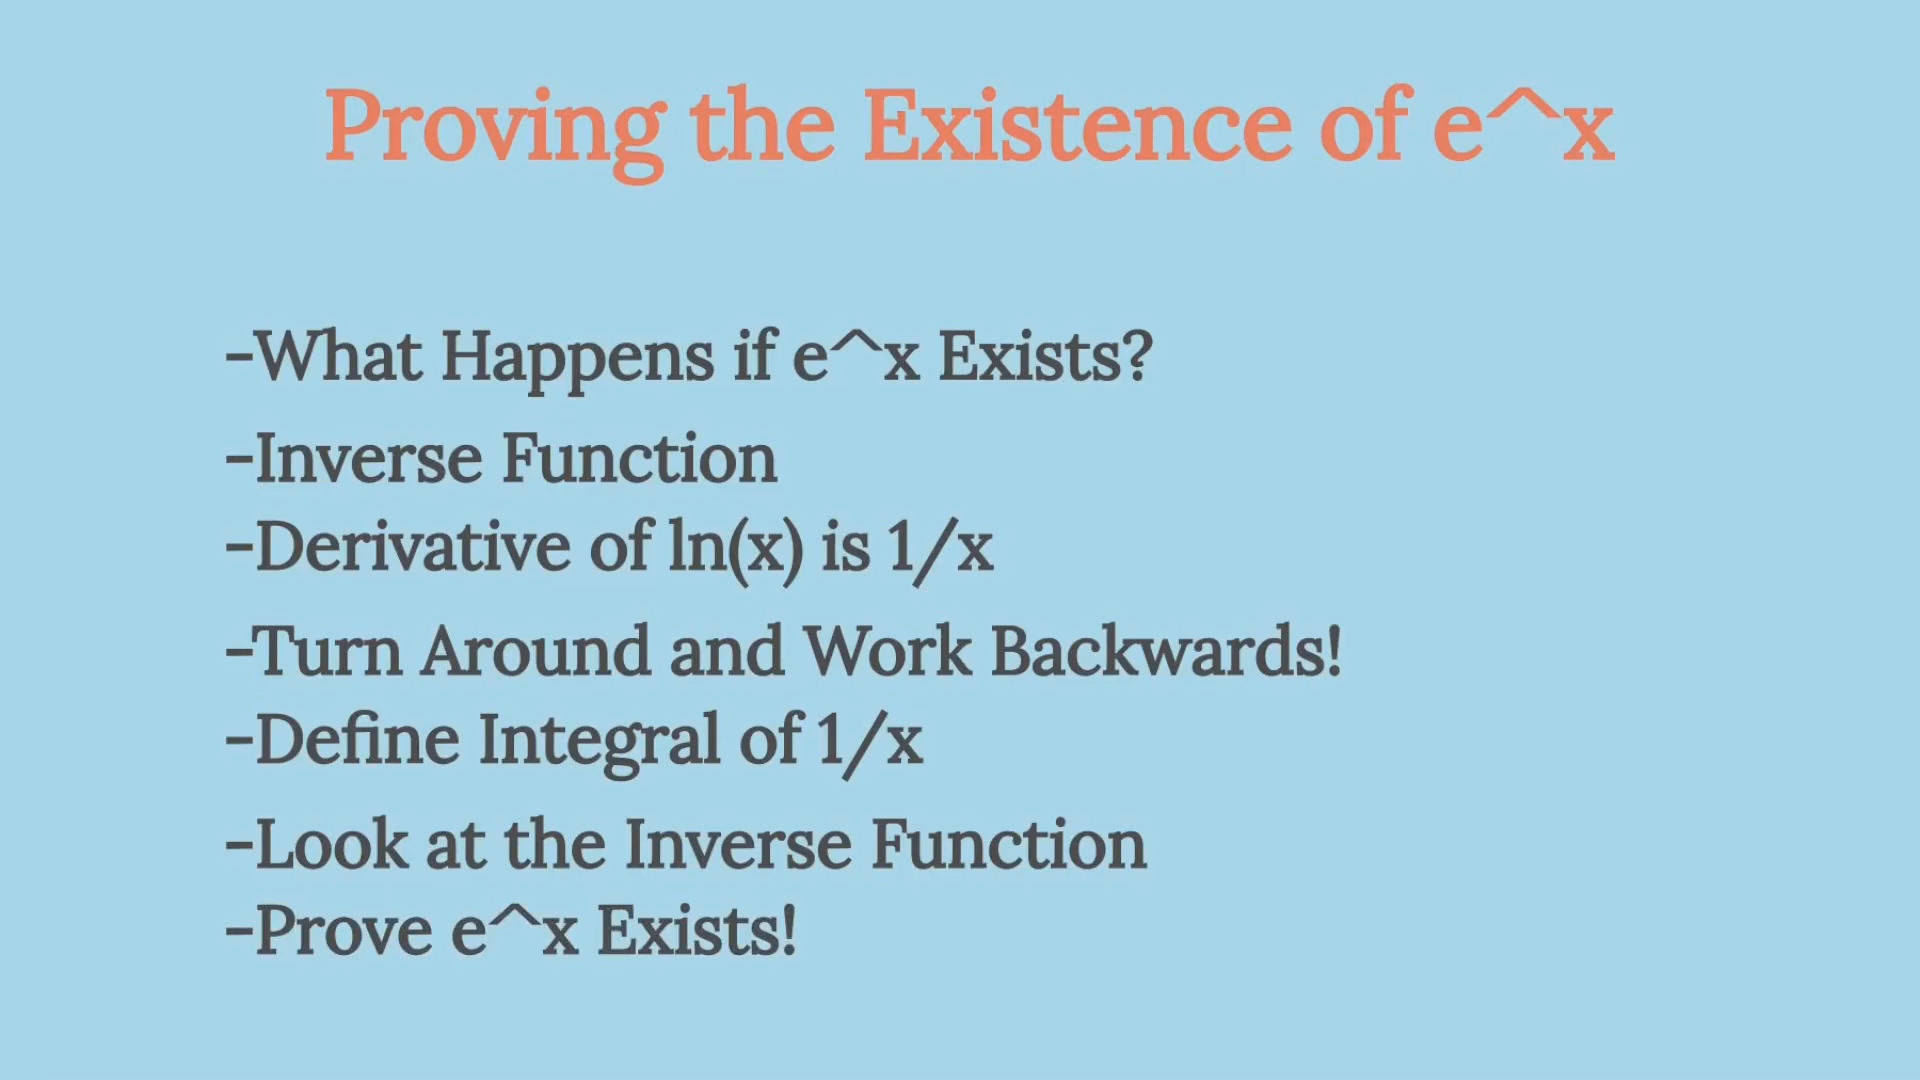 Proving the Existence of e^x
-What Happens if e^x Exists?
-Inverse Function
-Derivative of ln(x) is 1/x
-Turn Around and Work Backwards!
-Define Integral of 1/x
-Look at the Inverse Function
-Prove e^x Exists!